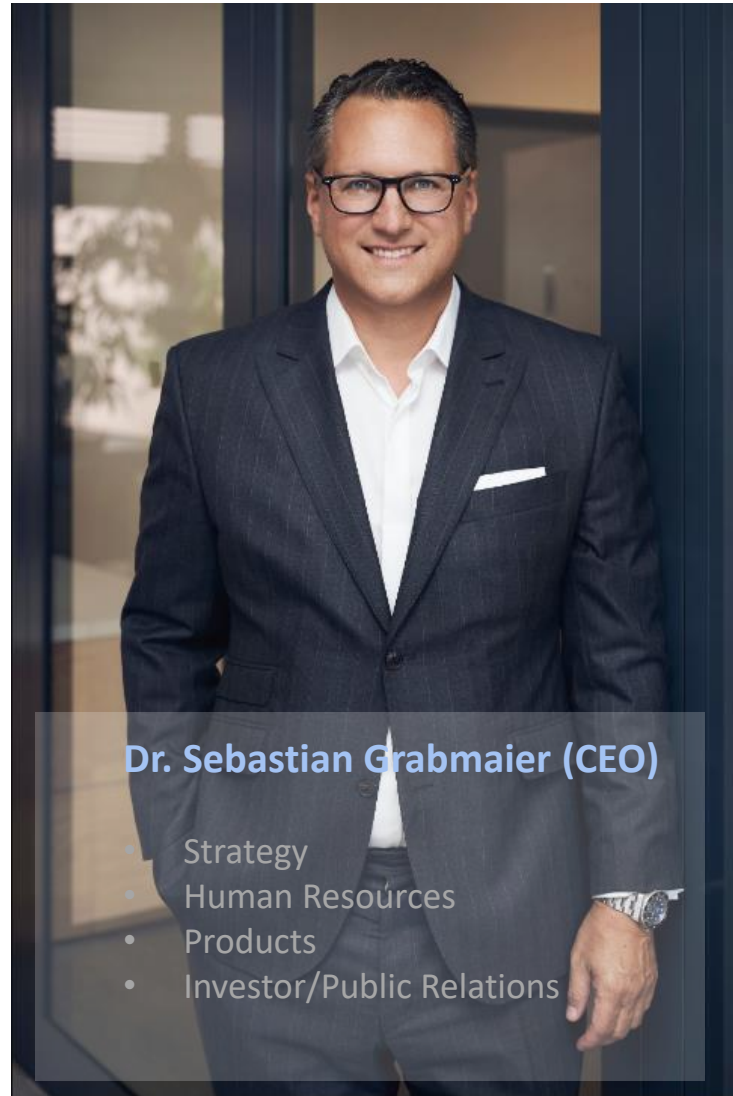 Dr. Sebastian Grabmaier (CEO)
• Strategy
• Human Resources
• Products
• Investor/Public Relations